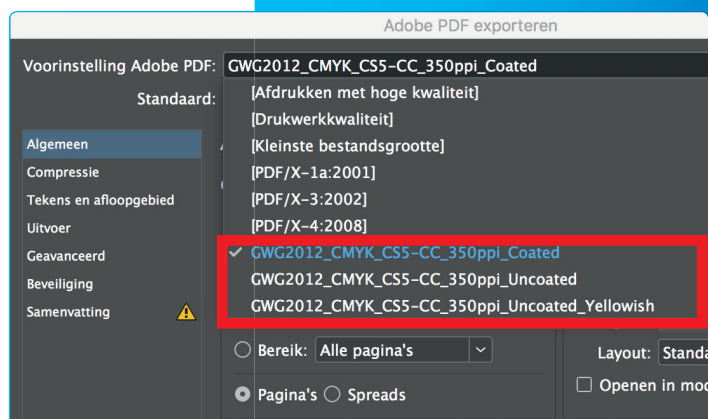 Adobe PDF exporteren
Voorinstelling Adobe PDF: GWG2012_CMYK_CS5-CC_350ppi_Coated
Standaard:
[Afdrukken met hoge kwaliteit]
[Drukwerkkwaliteit]
[Kleinste bestandsgrootte]
[PDF/X-1a:2001]
[PDF/X-3:2002]
[PDF/X-4:2008]
GWG2012_CMYK_CS5-CC_350ppi_Coated
GWG2012_CMYK_CS5-CC_350ppi_Uncoated
GWG2012_CMYK_CS5-CC_350ppi_Uncoated_Yellowish
Algemeen
Compressie
Tekens en afloopgebied
Uitvoer
Geavanceerd
Beveiliging
Samenvatting
Bereik: Alle pagina's
Pagina's Spreads
Layout: Standa
Openen in mod